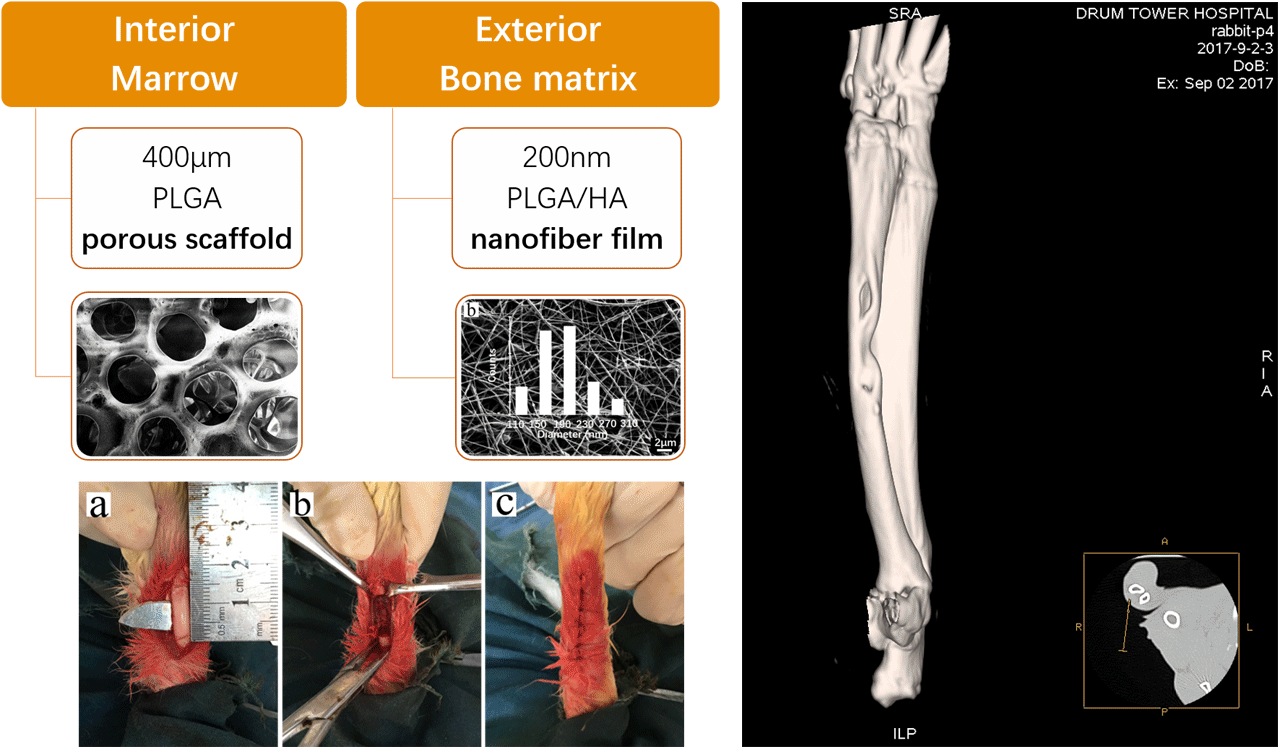 Interior
Marrow
Exterior
Bone matrix
400μm
PLGA
porous scaffold
200nm
PLGA/HA
nanofiber film
b
Counts
110 150 190 230 270 310
Diameter (nm)
2μm
a
b
c
4
3
2
1
cm
0.5 mm
mm
SRA
DRUM TOWER HOSPITAL
rabbit-p4
2017-9-2-3
DoB:
Ex: Sep 02 2017
R
I
A
A
R
L
P
ILP